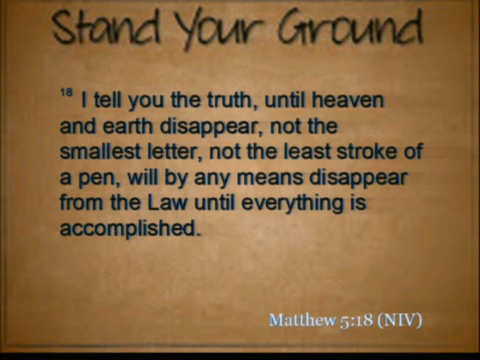 Stand Your Ground
18 I tell you the truth, until heaven
and earth disappear, not the
smallest letter, not the least stroke of
a pen, will by any means disappear
from the Law until everything is
accomplished.
Matthew 5:18 (NIV)